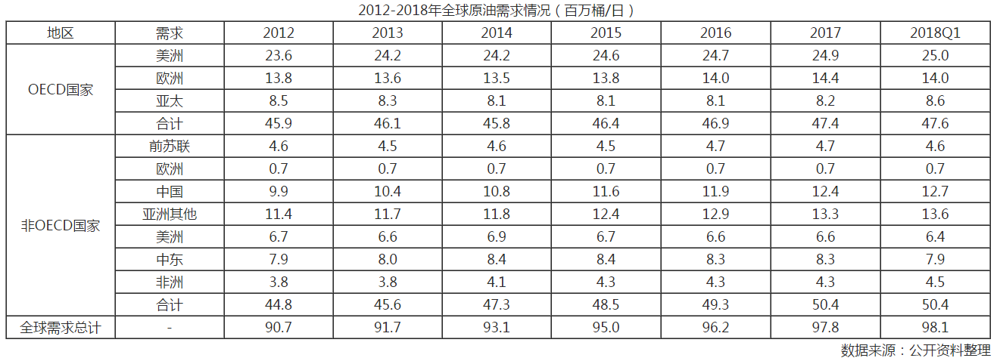 2012-2018年全球原油需求情况（百万桶/日）
地区 需求 2012 2013 2014 2015 2016 2017 2018Q1
OECD国家 美洲 23.6 24.2 24.2 24.6 24.7 24.9 25.0
欧洲 13.8 13.6 13.5 13.8 14.0 14.4 14.0
亚太 8.5 8.3 8.1 8.1 8.1 8.2 8.6
合计 45.9 46.1 45.8 46.4 46.9 47.4 47.6
非OECD国家 前苏联 4.6 4.5 4.6 4.5 4.7 4.7 4.6
欧洲 0.7 0.7 0.7 0.7 0.7 0.7 0.7
中国 9.9 10.4 10.8 11.6 11.9 12.4 12.7
亚洲其他 11.4 11.7 11.8 12.4 12.9 13.3 13.6
美洲 6.7 6.6 6.9 6.7 6.6 6.6 6.4
中东 7.9 8.0 8.4 8.4 8.3 8.3 7.9
非洲 3.8 3.8 4.1 4.3 4.3 4.3 4.5
合计 44.8 45.6 47.3 48.5 49.3 50.4 50.4
全球需求总计 - 90.7 91.7 93.1 95.0 96.2 97.8 98.1
数据来源：公开资料整理